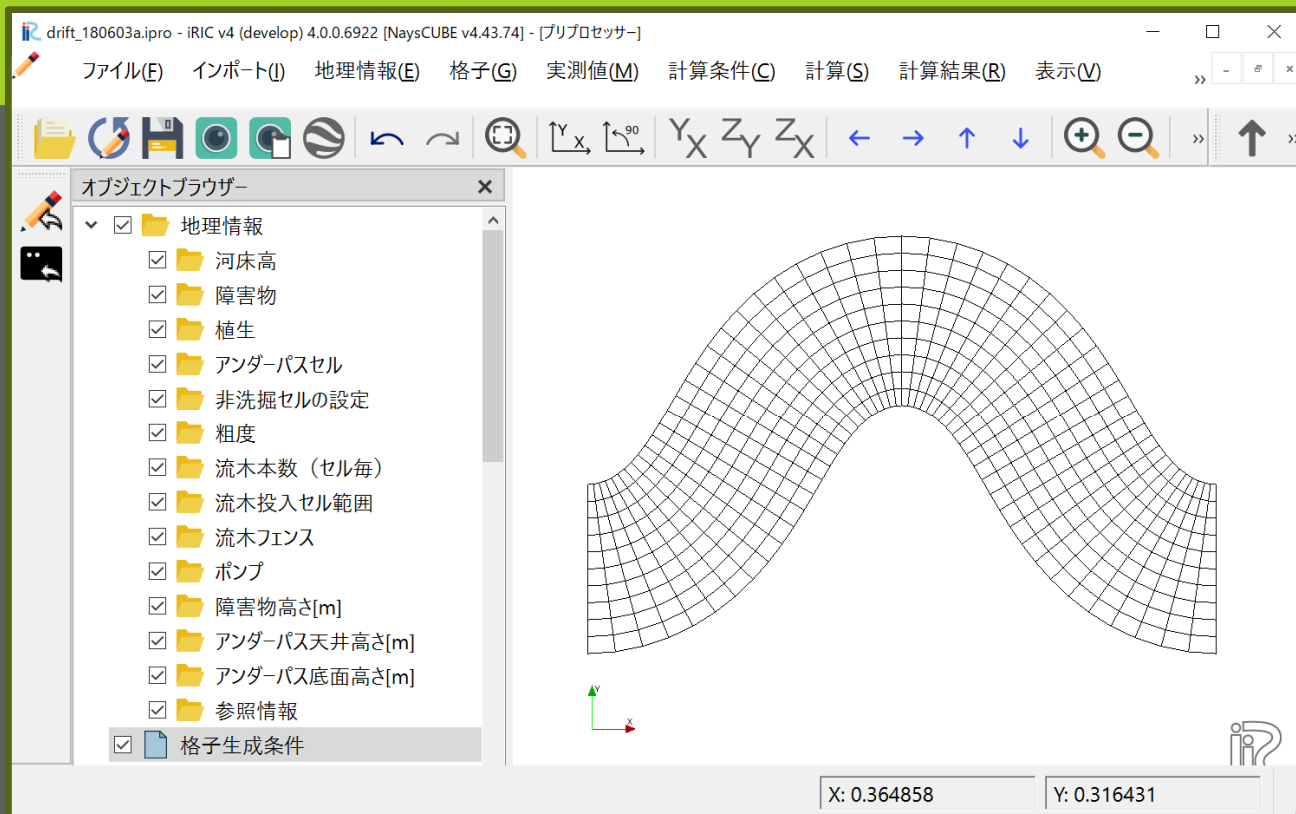 drift_180603a.ipro - iRIC v4 (develop) 4.0.0.6922 [NaysCUBE v4.43.74] - [プリプロセッサー]
ファイル(F) インポート(I) 地理情報(E) 格子(G) 実測値(M) 計算条件(C) 計算(S) 計算結果(R) 表示(V) »
Y X 90 YX ZY ZX » »
オブジェクトブラウザー
地理情報
河床高
障害物
植生
アンダーパスセル
非洗掘セルの設定
粗度
流木本数（セル毎）
流木投入セル範囲
流木フェンス
ポンプ
障害物高さ[m]
アンダーパス天井高さ[m]
アンダーパス底面高さ[m]
参照情報
格子生成条件
Y
X
X: 0.364858 Y: 0.316431